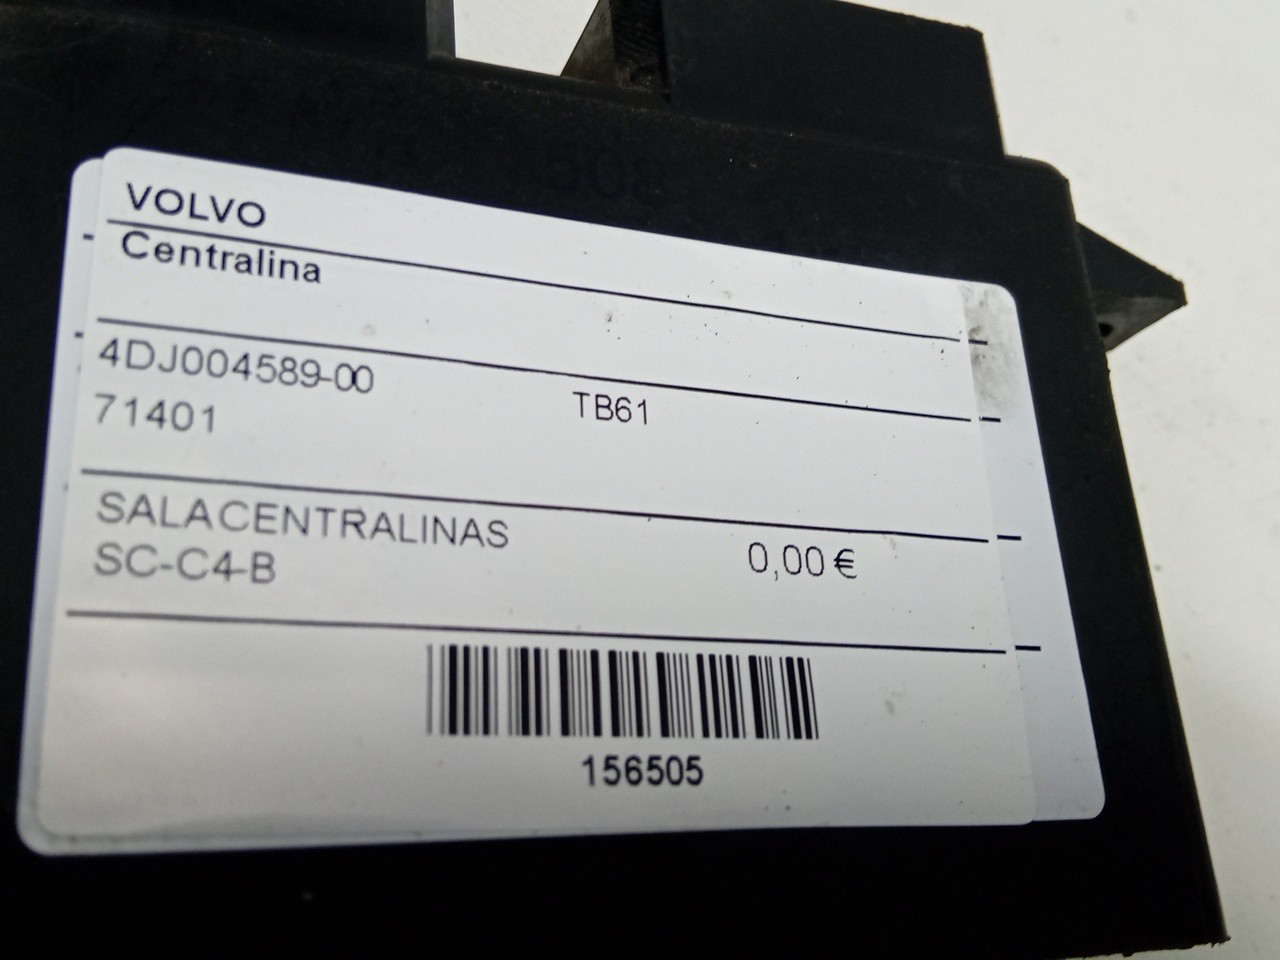 VOLVO
Centralina
4DJ004589-00
TB61
71401
SALACENTRALINAS
SC-C4-B
0,00 €
156505